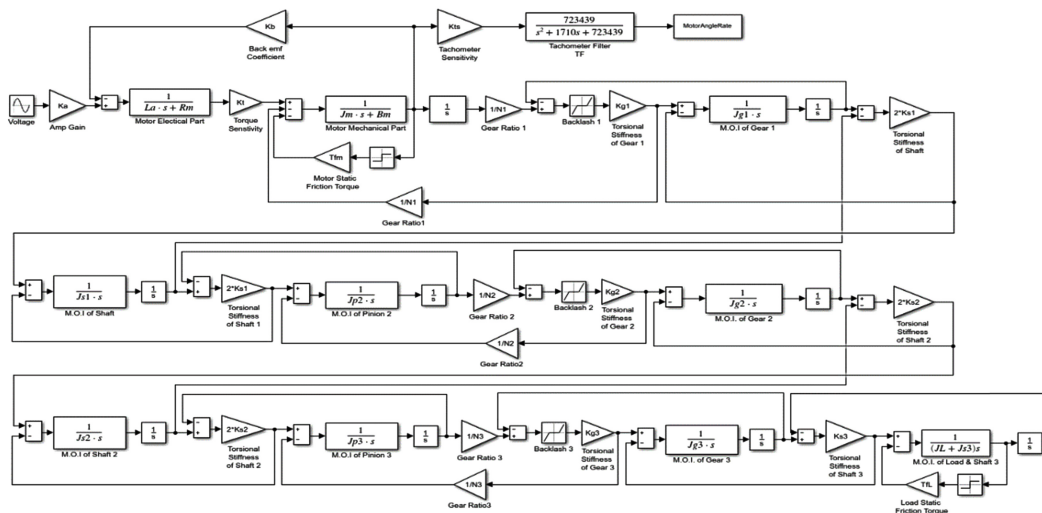 Kb
Back emf
Coefficient
Kts
Tachometer
Sensitivity
723439
s² + 1710s + 723439
Tachometer Filter
TF
MotorAngleRate
Voltage
Ka
Amp Gain
1
La · s + Rm
Motor Electical Part
Kt
Torque
Senstivity
1
Jm · s + Bm
Motor Mechanical Part
1
s
1/N1
Gear Ratio 1
Backlash 1
Kg1
Torsional
Stiffness
of Gear 1
1
Jg1 · s
M.O.I of Gear 1
1
s
2*Ks1
Torsional
Stiffness
of Shaft
Tfm
Motor Static
Friction Torque
1/N1
Gear Ratio1
1
Js1 · s
M.O.I of Shaft
1
s
2*Ks1
Torsional
Stiffness
of Shaft 1
1
Jp2 · s
M.O.I of Pinion 2
1
s
1/N2
Gear Ratio 2
Backlash 2
Kg2
Torsional
Stiffness
of Gear 2
1
Jg2 · s
M.O.I. of Gear 2
1
s
2*Ks2
Torsional
Stiffness
of Shaft 2
1/N2
Gear Ratio2
1
Js2 · s
M.O.I of Shaft 2
1
s
2*Ks2
Torsional
Stiffness
of Shaft 2
1
Jp3 · s
M.O.I of Pinion 3
1
s
1/N3
Gear Ratio 3
Backlash 3
Kg3
Torsional
Stiffness
of Gear 3
1
Jg3 · s
M.O.I. of Gear 3
1
s
Ks3
Torsional
Stiffness
of Shaft 3
1
(JL + Js3)s
M.O.I. of Load & Shaft 3
1
s
TfL
Load Static
Friction Torque
1/N3
Gear Ratio3